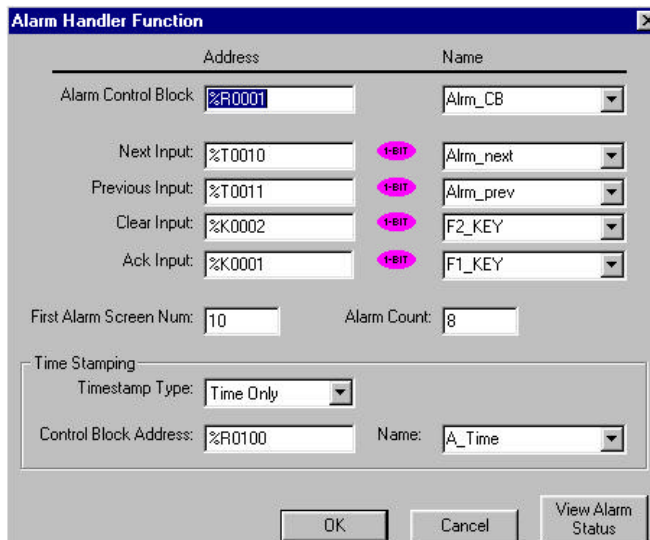 Alarm Handler Function
Address Name
Alarm Control Block %R0001 Alrm_CB
Next Input: %T0010 1-BIT Alrm_next
Previous Input: %T0011 1-BIT Alrm_prev
Clear Input: %K0002 1-BIT F2_KEY
Ack Input: %K0001 1-BIT F1_KEY
First Alarm Screen Num: 10 Alarm Count: 8
Time Stamping
Timestamp Type: Time Only
Control Block Address: %R0100 Name: A_Time
OK Cancel View Alarm
Status